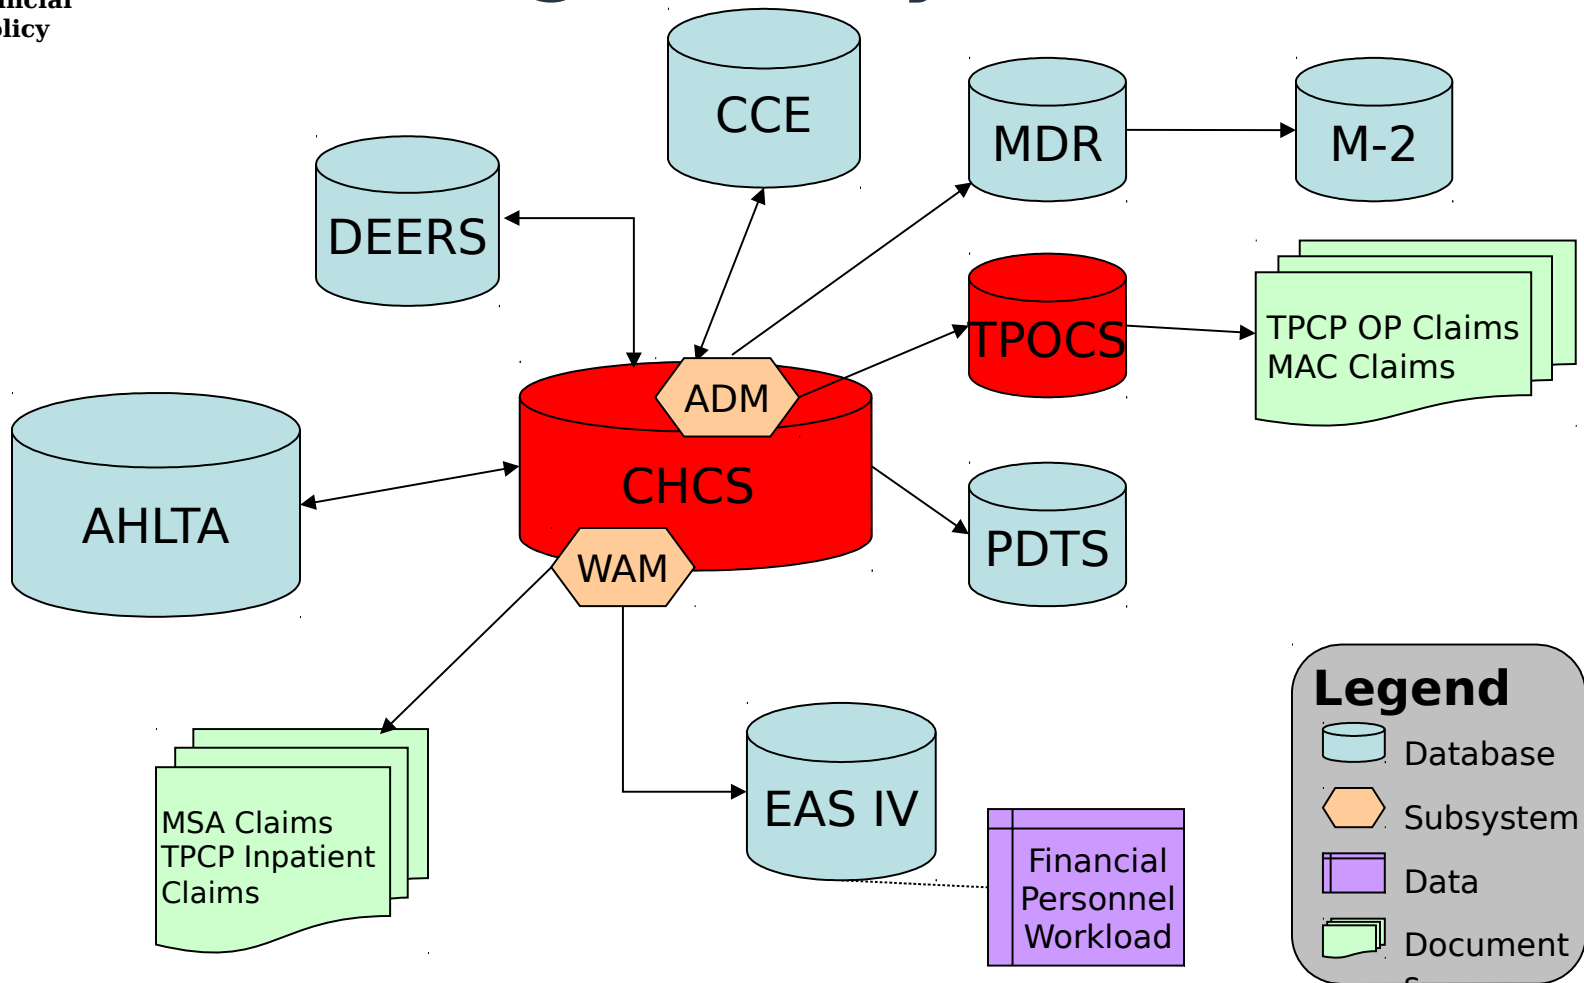 olicy
CCE
MDR
M-2
DEERS
TPOCS
TPCP OP Claims
MAC Claims
ADM
CHCS
AHLTA
PDTS
WAM
MSA Claims
TPCP Inpatient
Claims
EAS IV
Financial
Personnel
Workload
Legend
Database
Subsystem
Data
Document